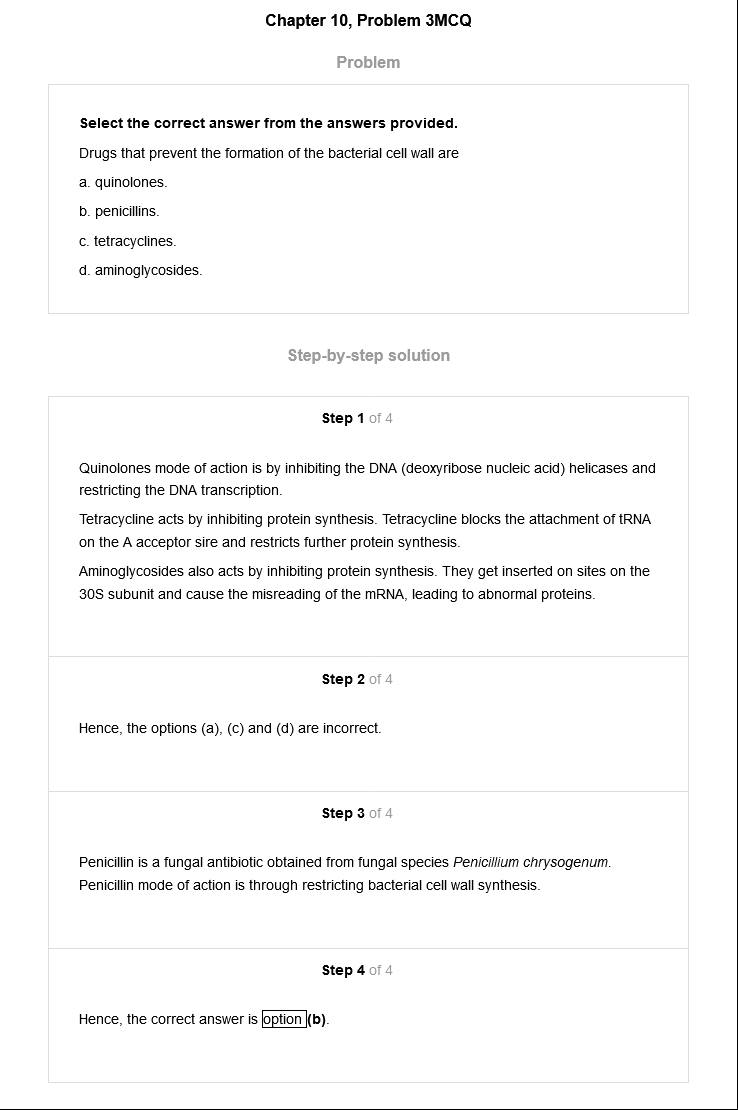 Chapter 10, Problem 3MCQ
Problem
Select the correct answer from the answers provided.
Drugs that prevent the formation of the bacterial cell wall are
a. quinolones.
b. penicillins.
c. tetracyclines.
d. aminoglycosides.
Step-by-step solution
Step 1 of 4
Quinolones mode of action is by inhibiting the DNA (deoxyribose nucleic acid) helicases and
restricting the DNA transcription.
Tetracycline acts by inhibiting protein synthesis. Tetracycline blocks the attachment of tRNA
on the A acceptor sire and restricts further protein synthesis.
Aminoglycosides also acts by inhibiting protein synthesis. They get inserted on sites on the
30S subunit and cause the misreading of the mRNA, leading to abnormal proteins.
Step 2 of 4
Hence, the options (a), (c) and (d) are incorrect.
Step 3 of 4
Penicillin is a fungal antibiotic obtained from fungal species Penicillium chrysogenum.
Penicillin mode of action is through restricting bacterial cell wall synthesis.
Step 4 of 4
Hence, the correct answer is option (b).